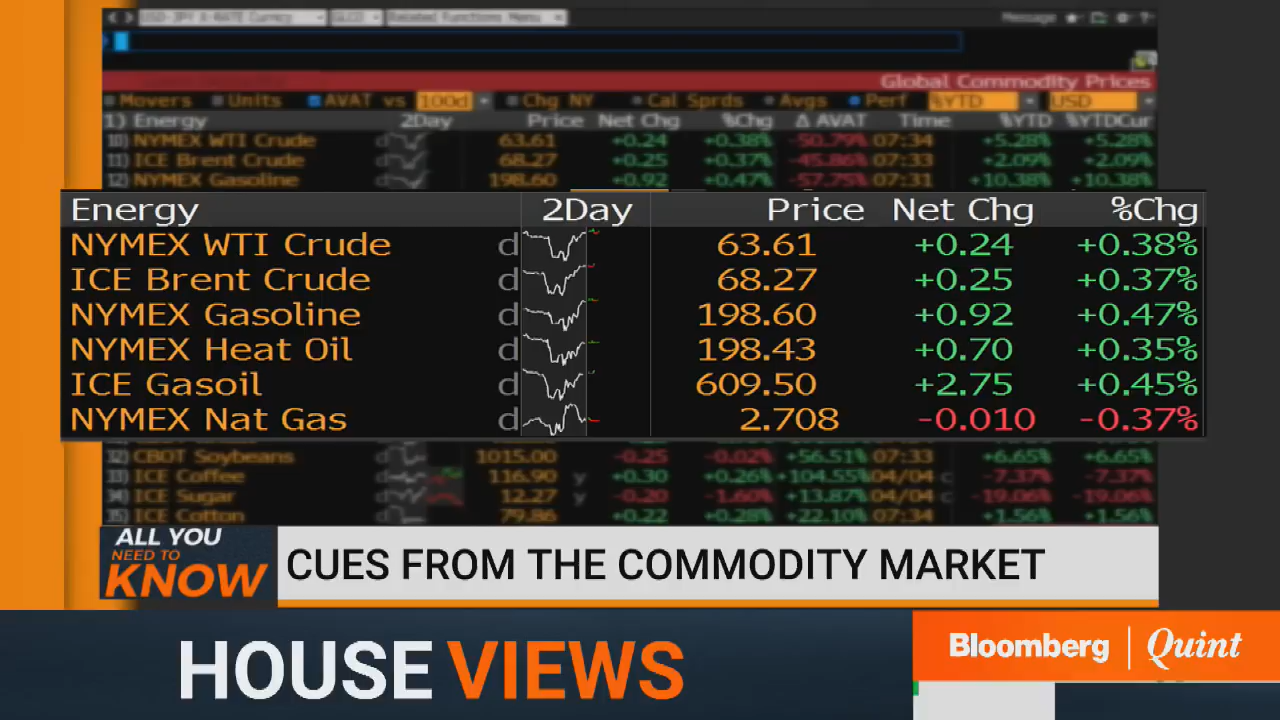 USD-JPY X-RATE Curncy GLCO Related Functions Menu Message
Global Commodity Prices
Movers Units AVAT vs 100d Chg NY Cal Sprds Avgs Perf %YTD USD
1) Energy 2Day Price Net Chg %Chg Δ AVAT Time %YTD %YTDCur
10) NYMEX WTI Crude d 63.61 +0.24 +0.38% -50.79% 07:34 +5.28% +5.28%
11) ICE Brent Crude d 68.27 +0.25 +0.37% -45.86% 07:33 +2.09% +2.09%
12) NYMEX Gasoline d 198.60 +0.92 +0.47% -57.75% 07:31 +10.38% +10.38%
Energy 2Day Price Net Chg %Chg
NYMEX WTI Crude d 63.61 +0.24 +0.38%
ICE Brent Crude d 68.27 +0.25 +0.37%
NYMEX Gasoline d 198.60 +0.92 +0.47%
NYMEX Heat Oil d 198.43 +0.70 +0.35%
ICE Gasoil d 609.50 +2.75 +0.45%
NYMEX Nat Gas d 2.708 -0.010 -0.37%
32) CBOT Soybeans d 1015.00 -0.25 -0.02% +56.51% 07:33 +6.65% +6.65%
33) ICE Coffee d 116.90 y +0.30 +0.26% +104.55% 04/04 c -7.37% -7.37%
34) ICE Sugar d 12.27 y -0.20 -1.60% +13.87% 04/04 c -19.06% -19.06%
35) ICE Cotton d 79.86 +0.22 +0.28% +22.10% 07:34 +1.56% +1.56%
ALL YOU
NEED TO
KNOW
CUES FROM THE COMMODITY MARKET
HOUSE VIEWS
Bloomberg | Quint